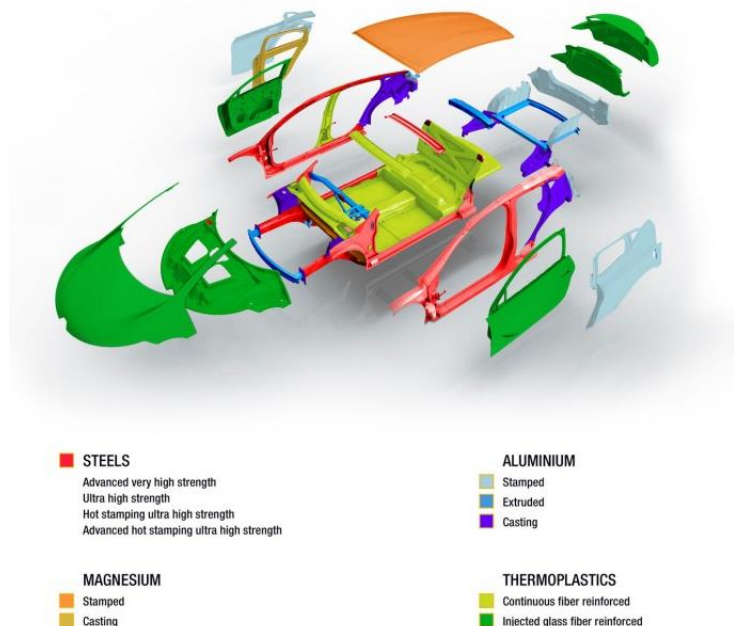 STEELS
Advanced very high strength
Ultra high strength
Hot stamping ultra high strength
Advanced hot stamping ultra high strength
ALUMINIUM
Stamped
Extruded
Casting
MAGNESIUM
Stamped
Casting
THERMOPLASTICS
Continuous fiber reinforced
Injected glass fiber reinforced